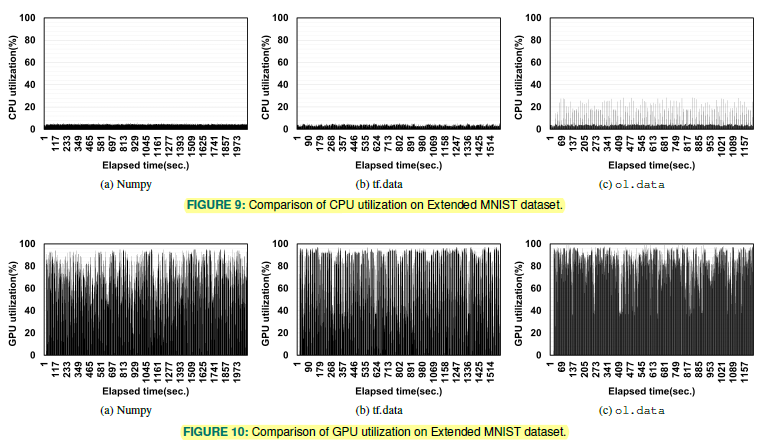 100 100 100
80 80 80
60 60 60
40 40 40
20 20 20
0 0 0
CPU utilization(%) CPU utilization(%) CPU utilization(%)
1 117 233 349 465 581 697 813 929 1045 1161 1277 1393 1509 1625 1741 1857 1973
1 90 179 268 357 446 535 624 713 802 891 980 1069 1158 1247 1336 1425 1514
1 69 137 205 273 341 409 477 545 613 681 749 817 885 953 1021 1089 1157
Elapsed time(sec.) Elapsed time(sec.) Elapsed time(sec.)
(a) Numpy (b) tf.data (c) ol.data
FIGURE 9: Comparison of CPU utilization on Extended MNIST dataset.
100 100 100
80 80 80
60 60 60
40 40 40
20 20 20
0 0 0
GPU utilization(%) GPU utilization(%) GPU utilization(%)
1 117 233 349 465 581 697 813 929 1045 1161 1277 1393 1509 1625 1741 1857 1973
1 90 179 268 357 446 535 624 713 802 891 980 1069 1158 1247 1336 1425 1514
1 69 137 205 273 341 409 477 545 613 681 749 817 885 953 1021 1089 1157
Elapsed time(sec.) Elapsed time(sec.) Elapsed time(sec.)
(a) Numpy (b) tf.data (c) ol.data
FIGURE 10: Comparison of GPU utilization on Extended MNIST dataset.